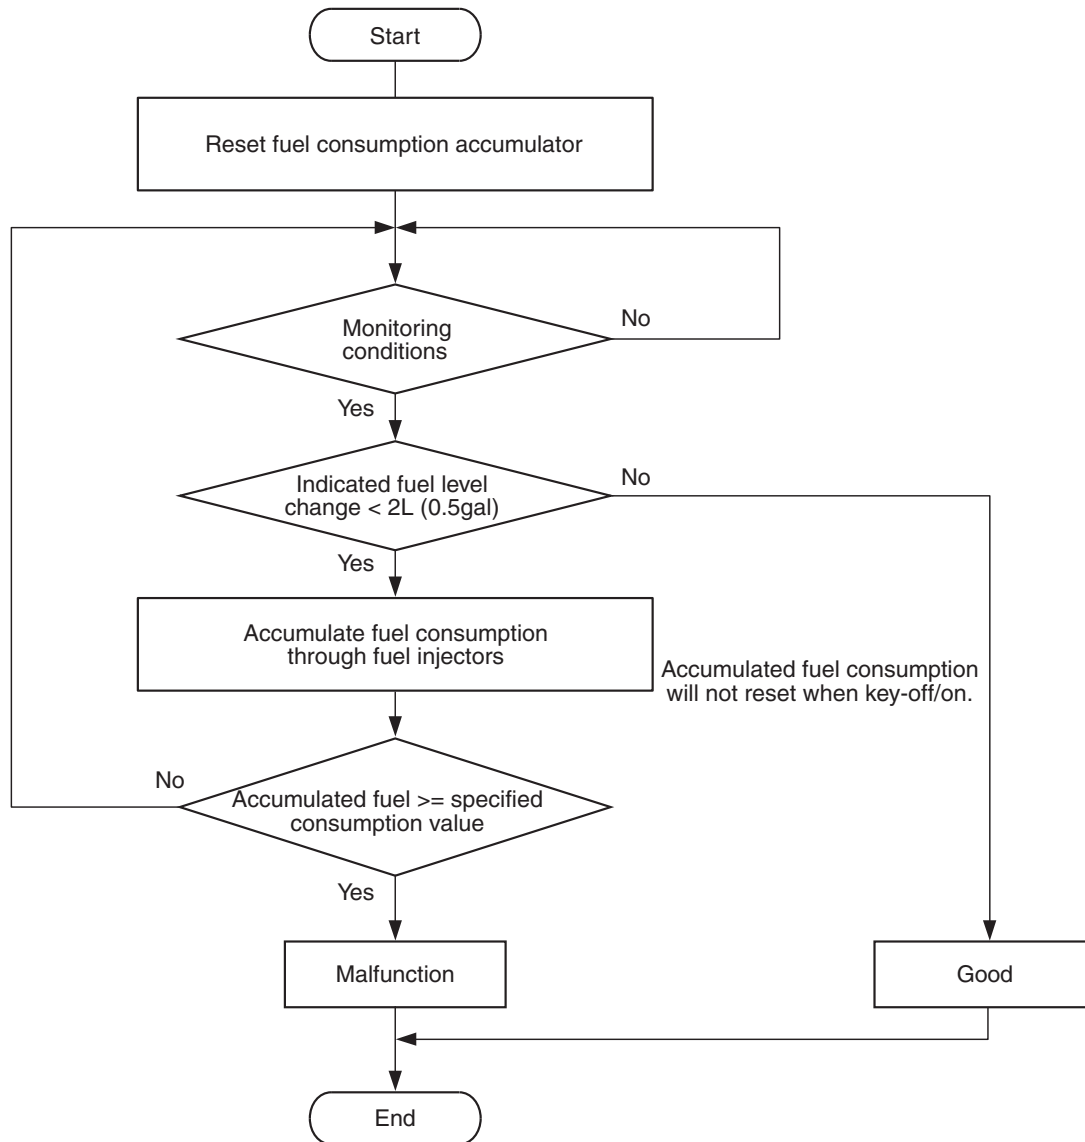 Start
Reset fuel consumption accumulator
Monitoring
conditions
No
Yes
Indicated fuel level
change < 2L (0.5gal)
No
Yes
Accumulate fuel consumption
through fuel injectors
Accumulated fuel consumption
will not reset when key-off/on.
No
Accumulated fuel >= specified
consumption value
Yes
Malfunction
Good
End